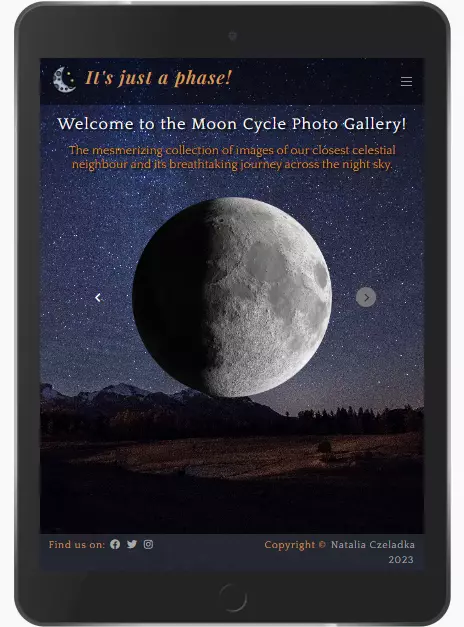 It's just a phase!
Welcome to the Moon Cycle Photo Gallery!
The mesmerizing collection of images of our closest celestial
neighbour and its breathtaking journey across the night sky.
Find us on:
Copyright © Natalia Czeladka
2023